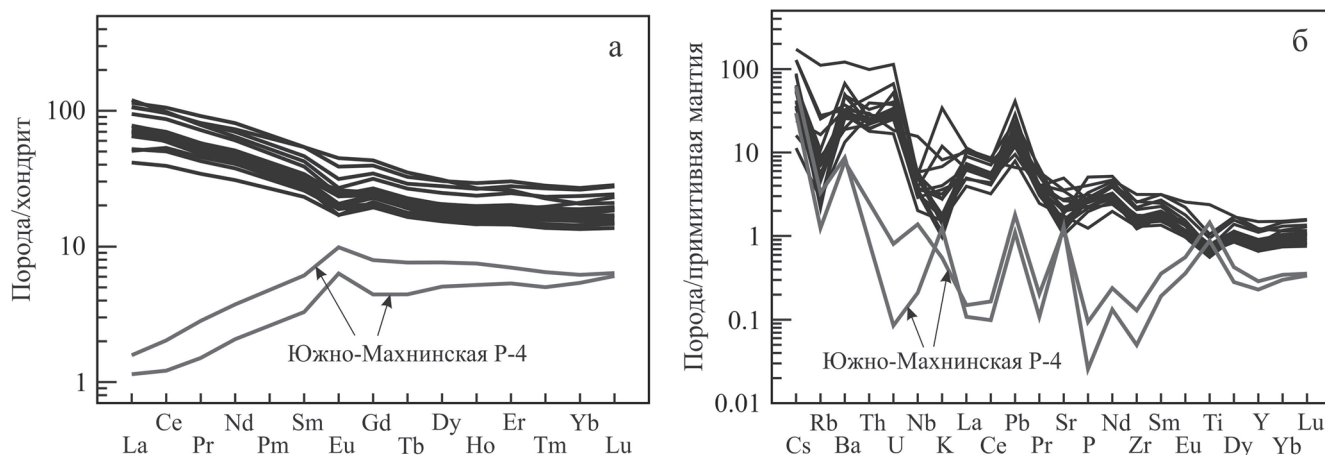 а
Порода/хондрит
100
10
1
Южно-Махнинская Р-4
Ce Nd Sm Gd Dy Er Yb
La Pr Pm Eu Tb Ho Tm Lu
б
Порода/примитивная мантия
100
10
1
0.1
0.01
Южно-Махнинская Р-4
Rb Th Nb La Pb Sr Nd Sm Ti Y Lu
Cs Ba U K Ce Pr P Zr Eu Dy Yb